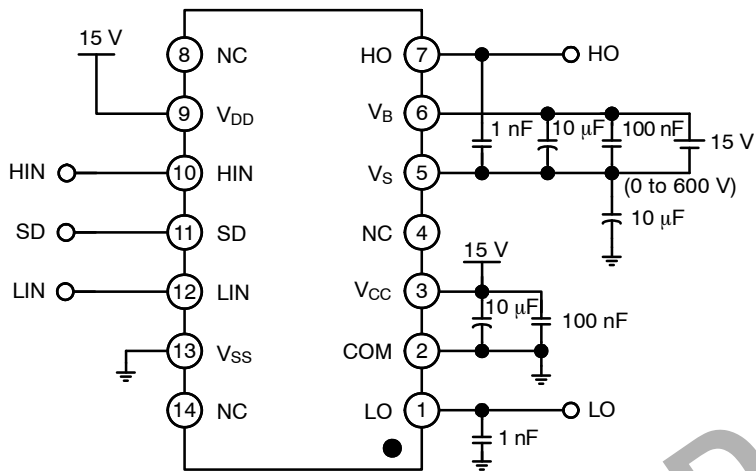 15 V
8 NC HO 7 HO
9 VDD VB 6 1 nF 10 μF 100 nF 15 V
HIN 10 HIN VS 5 (0 to 600 V)
SD 11 SD NC 4 10 μF
15 V
LIN 12 LIN VCC 3 10 μF 100 nF
13 VSS COM 2
14 NC LO 1 LO
1 nF